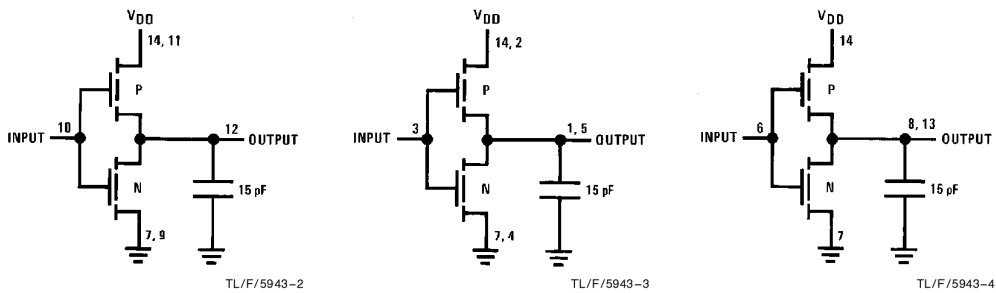 VDD
14, 11
P
INPUT
10
12
OUTPUT
N
15 pF
7, 9
TL/F/5943–2
VDD
14, 2
P
INPUT
3
1, 5
OUTPUT
N
15 pF
7, 4
TL/F/5943–3
VDD
14
P
INPUT
6
8, 13
OUTPUT
N
15 pF
7
TL/F/5943–4